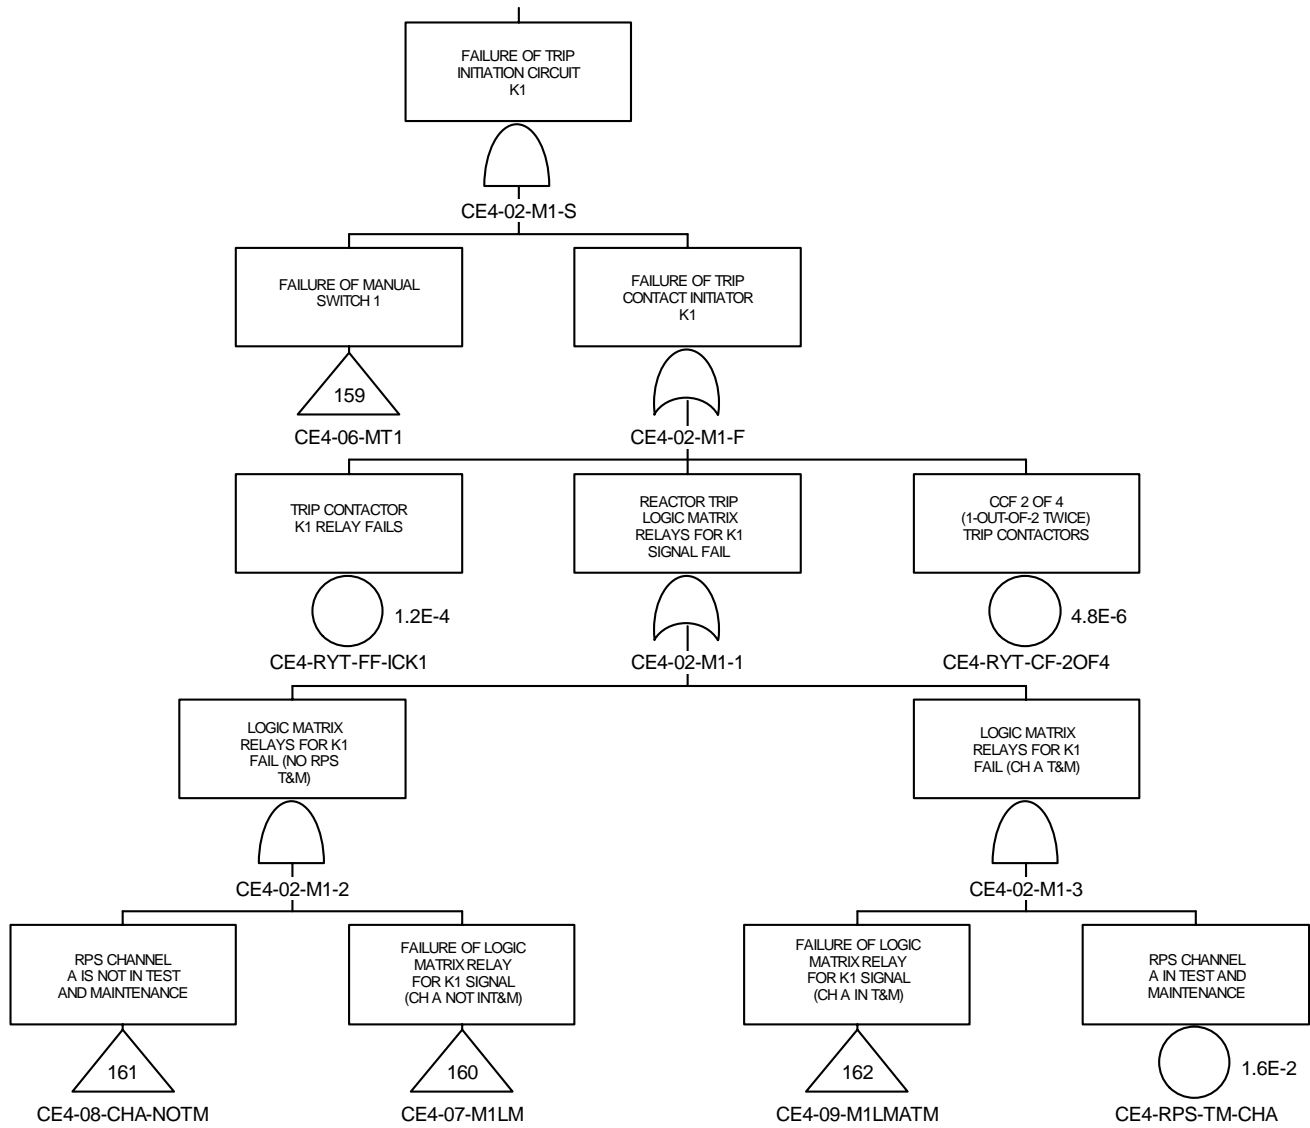 FAILURE OF TRIP
INITIATION CIRCUIT
K1
CE4-02-M1-S
FAILURE OF MANUAL
SWITCH 1
FAILURE OF TRIP
CONTACT INITIATOR
K1
159
CE4-06-MT1
CE4-02-M1-F
TRIP CONTACTOR
K1 RELAY FAILS
REACTOR TRIP
LOGIC MATRIX
RELAYS FOR K1
SIGNAL FAIL
CCF 2 OF 4
(1-OUT-OF-2 TWICE)
TRIP CONTACTORS
1.2E-4
4.8E-6
CE4-RYT-FF-ICK1
CE4-02-M1-1
CE4-RYT-CF-2OF4
LOGIC MATRIX
RELAYS FOR K1
FAIL (NO RPS
T&M)
LOGIC MATRIX
RELAYS FOR K1
FAIL (CH A T&M)
CE4-02-M1-2
CE4-02-M1-3
RPS CHANNEL
A IS NOT IN TEST
AND MAINTENANCE
FAILURE OF LOGIC
MATRIX RELAY
FOR K1 SIGNAL
(CH A NOT INT&M)
FAILURE OF LOGIC
MATRIX RELAY
FOR K1 SIGNAL
(CH A IN T&M)
RPS CHANNEL
A IN TEST AND
MAINTENANCE
161
160
162
1.6E-2
CE4-08-CHA-NOTM
CE4-07-M1LM
CE4-09-M1LMATM
CE4-RPS-TM-CHA